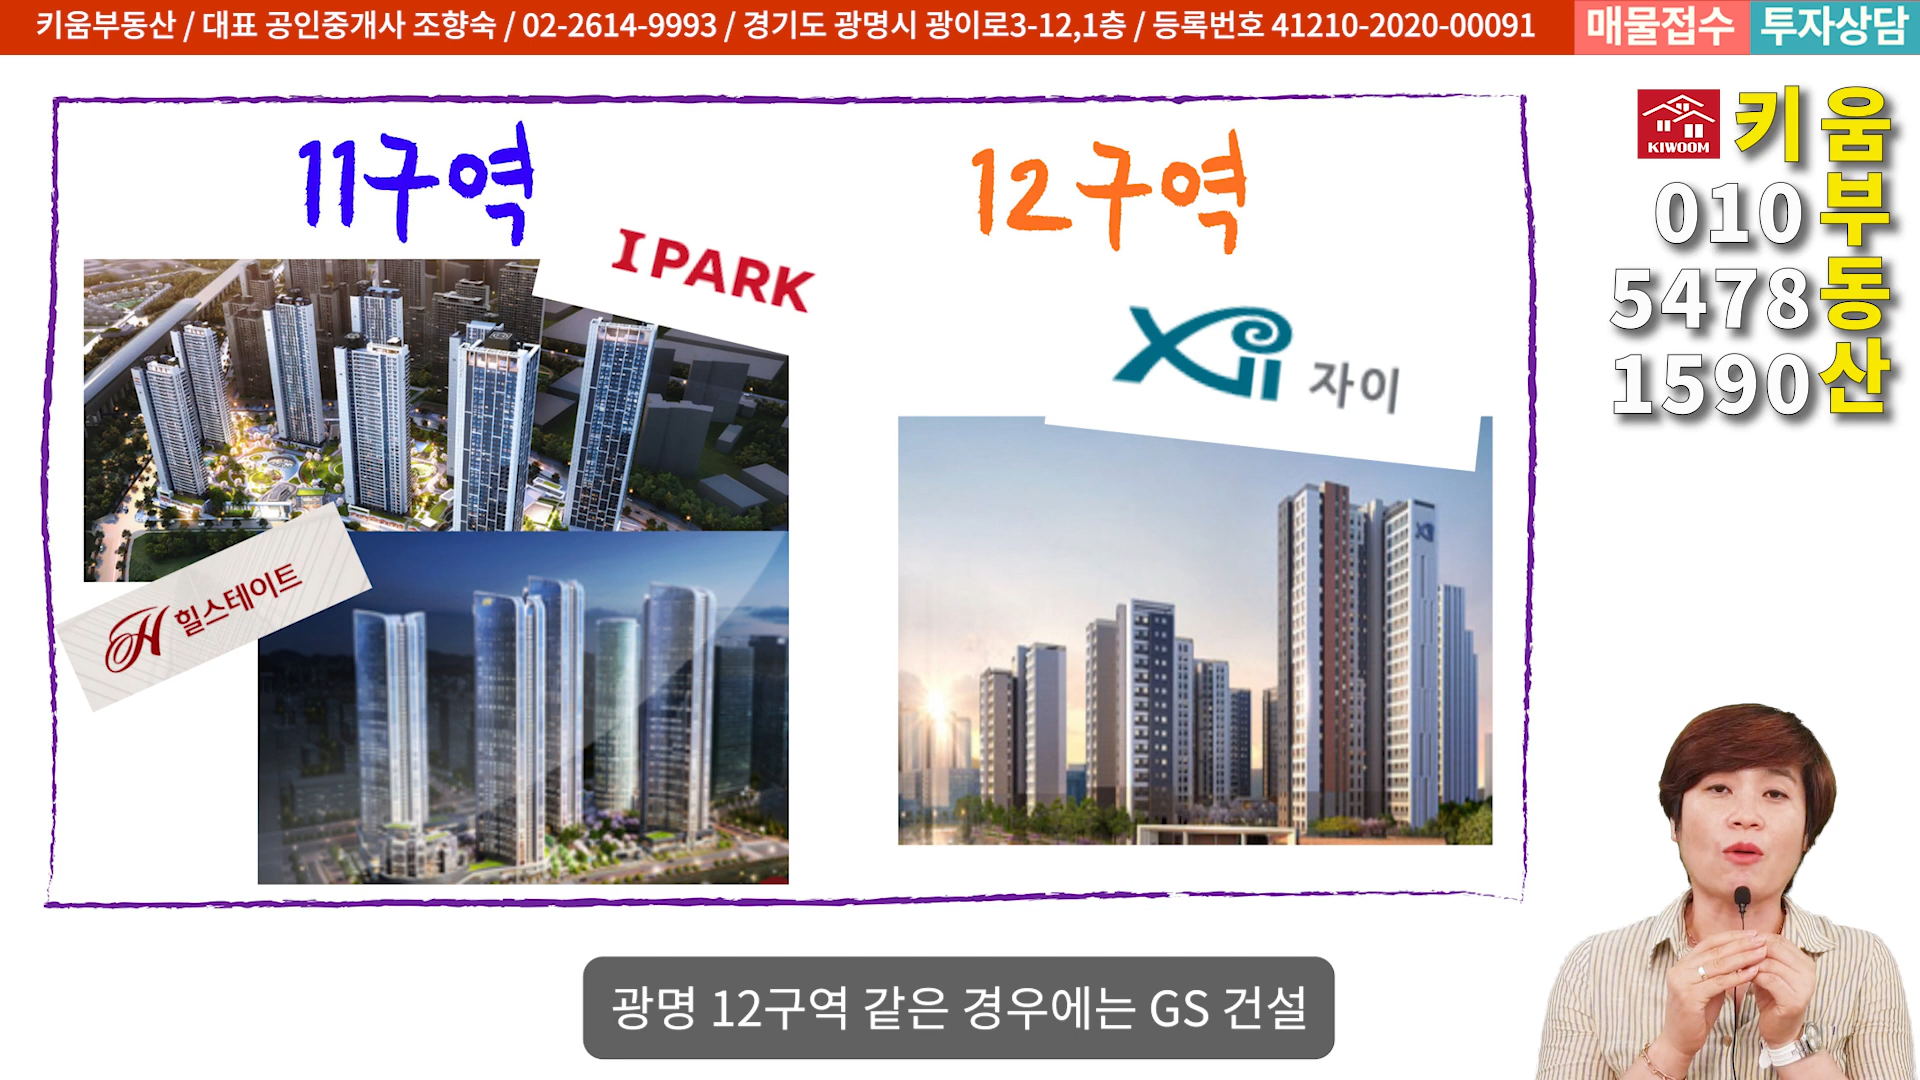 키움부동산 / 대표 공인중개사 조향숙 / 02-2614-9993 / 경기도 광명시 광이로3-12,1층 / 등록번호 41210-2020-00091
매물접수 투자상담
KIWOOM
키움부동산
010
5478
1590
11구역
12구역
I PARK
Xi 자이
H 힐스테이트
Xi
광명 12구역 같은 경우에는 GS 건설